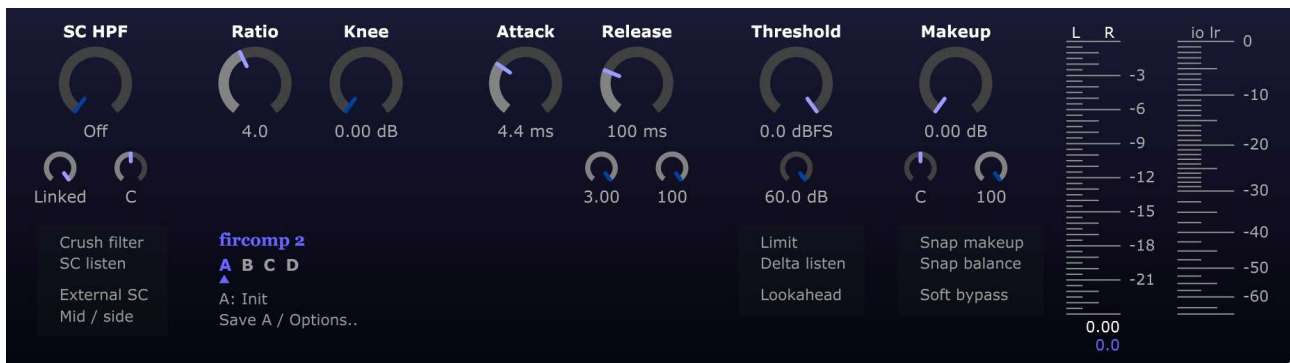 SC HPF Ratio Knee Attack Release Threshold Makeup L R io lr
Off 4.0 0.00 dB 4.4 ms 100 ms 0.0 dBFS 0.00 dB
Linked C 3.00 100 60.0 dB C 100
Crush filter
SC listen
External SC
Mid / side
fircomp 2
A B C D
A: Init
Save A / Options..
Limit
Delta listen
Lookahead
Snap makeup
Snap balance
Soft bypass
-3
-6
-9
-12
-15
-18
-21
0.00
0.0
0
-10
-20
-30
-40
-50
-60